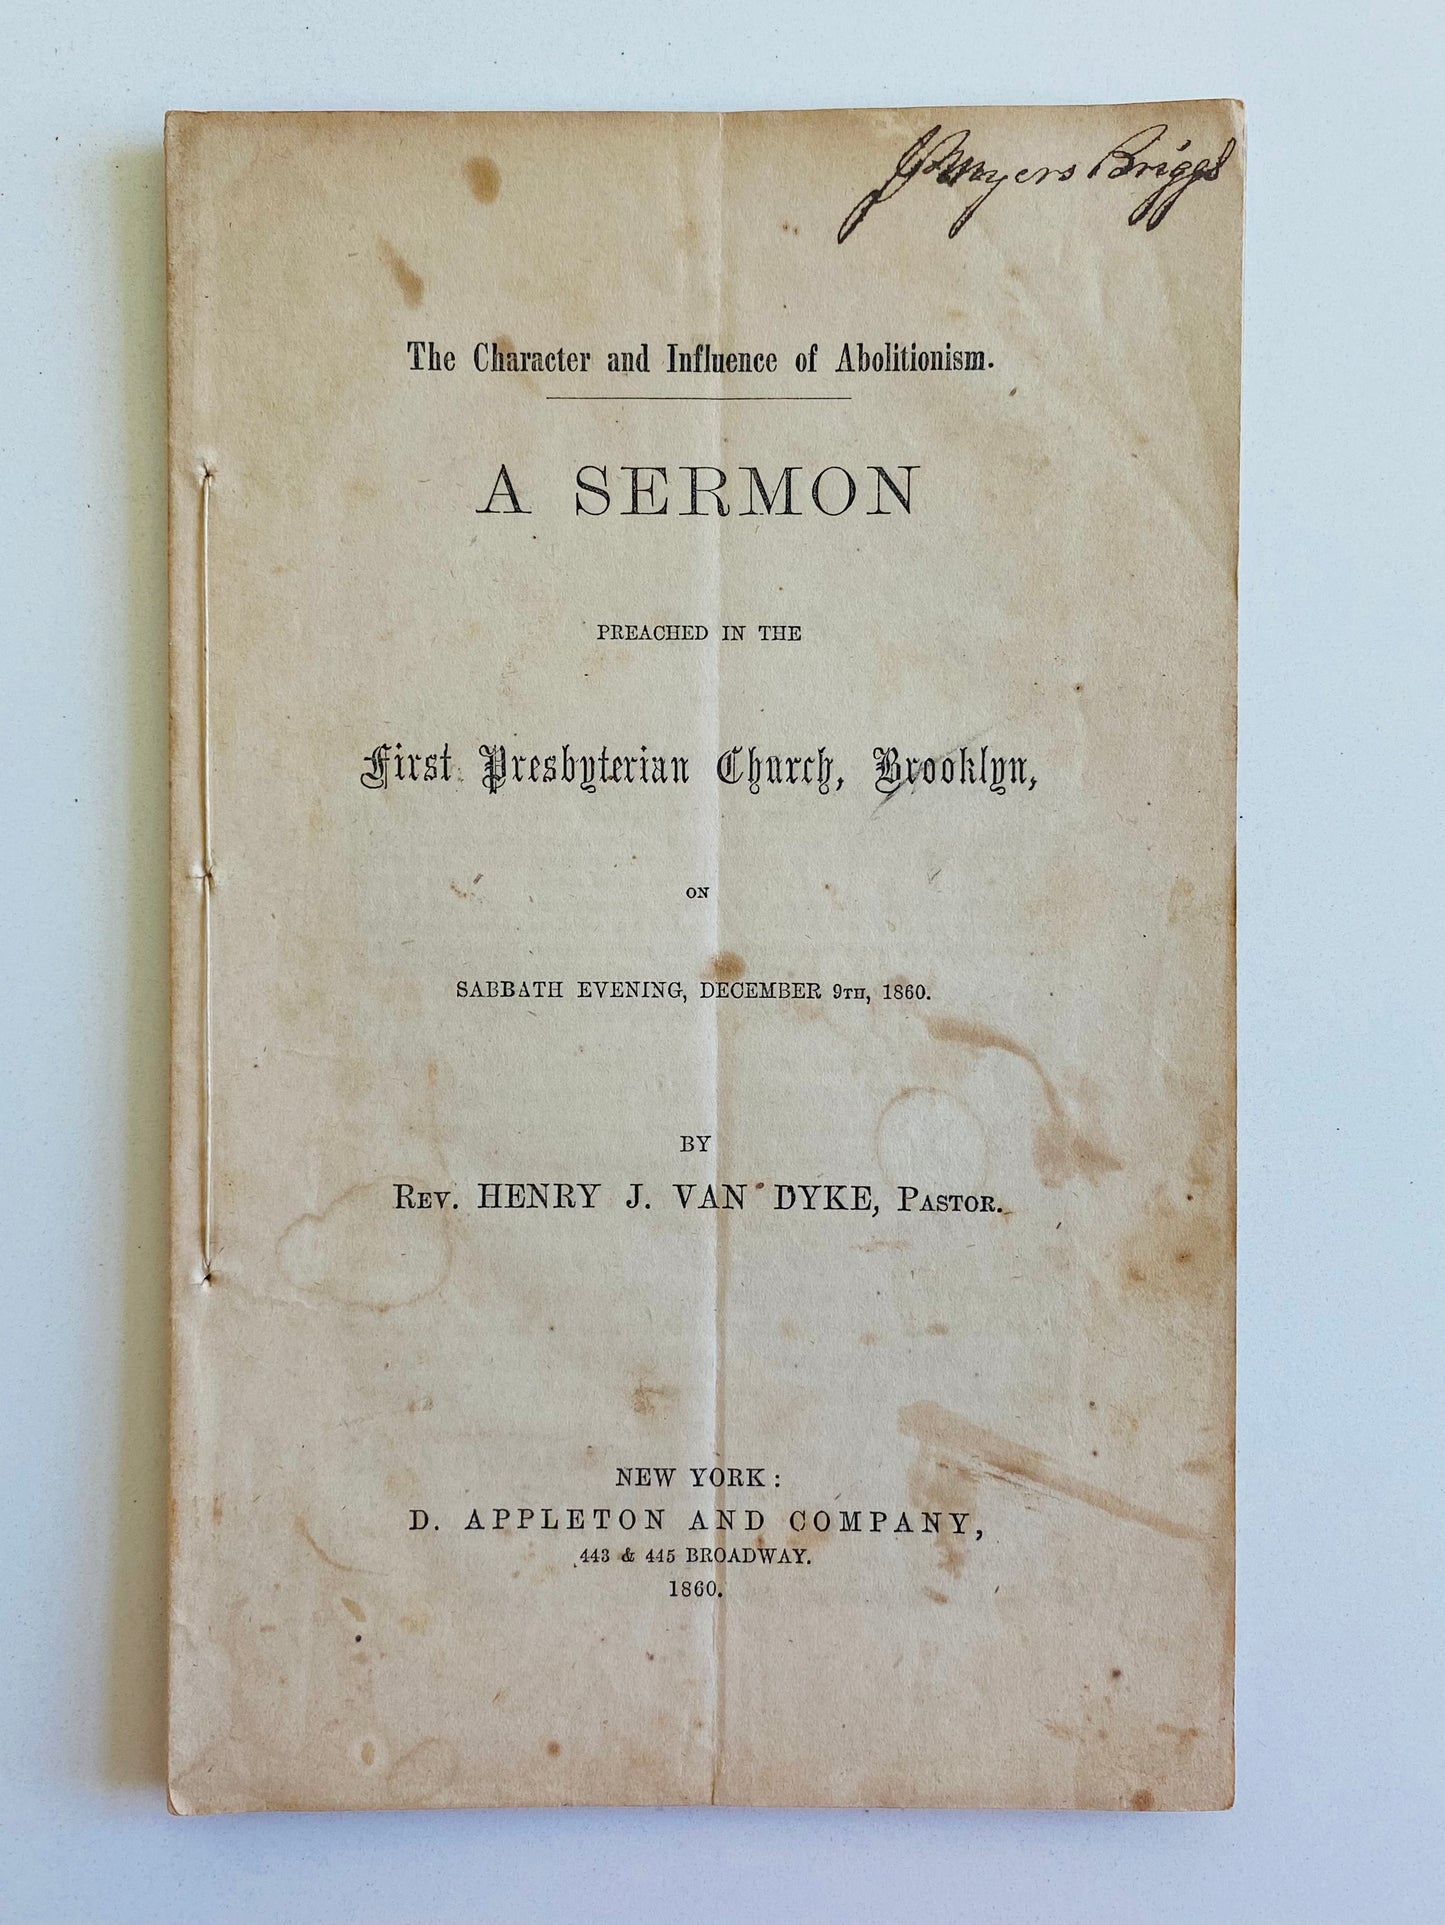 Myers Briggs
The Character and Influence of Abolitionism.
A SERMON
PREACHED IN THE
First Presbyterian Church, Brooklyn,
ON
SABBATH EVENING, DECEMBER 9TH, 1860.
BY
REV. HENRY J. VAN DYKE, PASTOR.
NEW YORK:
D. APPLETON AND COMPANY,
443 & 445 BROADWAY.
1860.